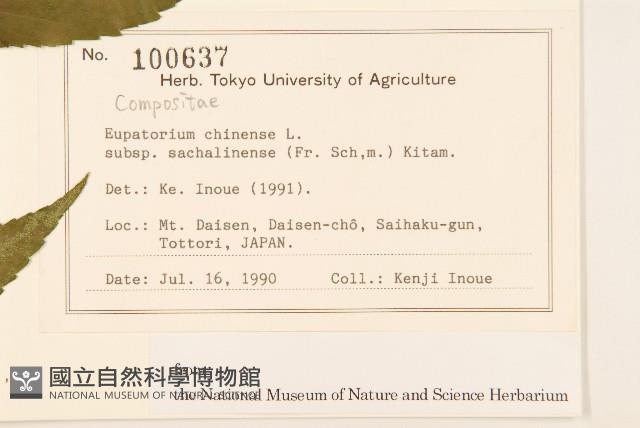 No. 100637
Herb. Tokyo University of Agriculture
Compositae
Eupatorium chinense L.
subsp. sachalinense (Fr. Sch,m.) Kitam.
Det.: Ke. Inoue (1991).
Loc.: Mt. Daisen, Daisen-chô, Saihaku-gun,
Tottori, JAPAN.
Date: Jul. 16, 1990 Coll.: Kenji Inoue
from
the National Museum of Nature and Science Herbarium
國立自然科學博物館
NATIONAL MUSEUM OF NATURAL SCIENCE